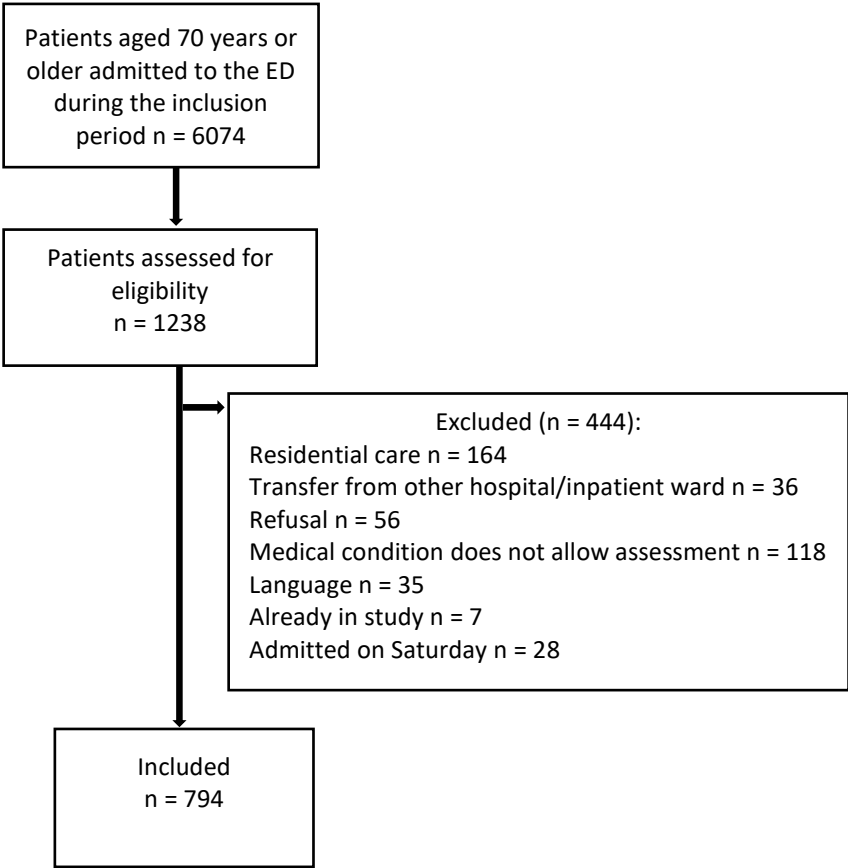 Patients aged 70 years or
older admitted to the ED
during the inclusion
period n = 6074
Patients assessed for
eligibility
n = 1238
Excluded (n = 444):
Residential care n = 164
Transfer from other hospital/inpatient ward n = 36
Refusal n = 56
Medical condition does not allow assessment n = 118
Language n = 35
Already in study n = 7
Admitted on Saturday n = 28
Included
n = 794